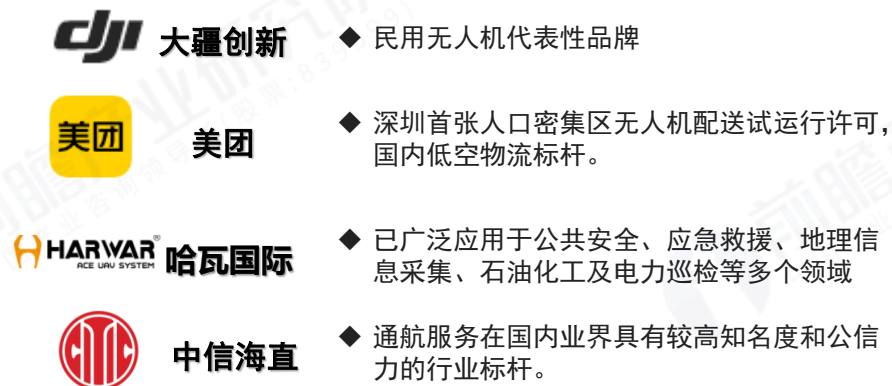 dji 大疆创新 ◆ 民用无人机代表性品牌
美团 美团 ◆ 深圳首张人口密集区无人机配送试运行许可，
国内低空物流标杆。
HARWAR® 哈瓦国际 ◆ 已广泛应用于公共安全、应急救援、地理信
ACE UAV SYSTEM 息采集、石油化工及电力巡检等多个领域
中信海直 ◆ 通航服务在国内业界具有较高知名度和公信
力的行业标杆。